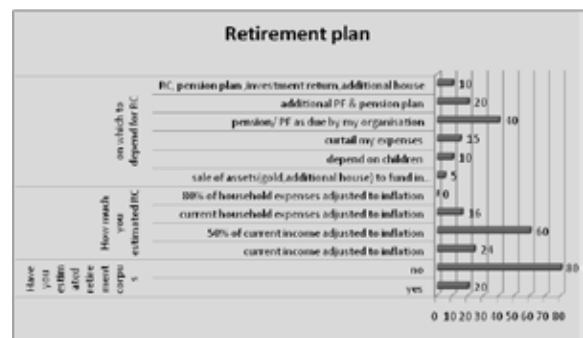 Retirement plan
on which to
depend for RC
RC, pension plan ,investment return,additional house
10
additional PF & pension plan
20
pension/ PF as due by my organisation
40
curtail my expenses
15
depend on children
10
sale of assets(gold,additional house) to fund in..
5
How much
you
estimated RC
80% of household expenses adjusted to inflation
0
current household expenses adjusted to inflation
16
50% of current income adjusted to inflation
60
current income adjusted to inflation
24
Have
you
estim
ated
retire
ment
corpu
s
no
80
yes
20
0 10 20 30 40 50 60 70 80